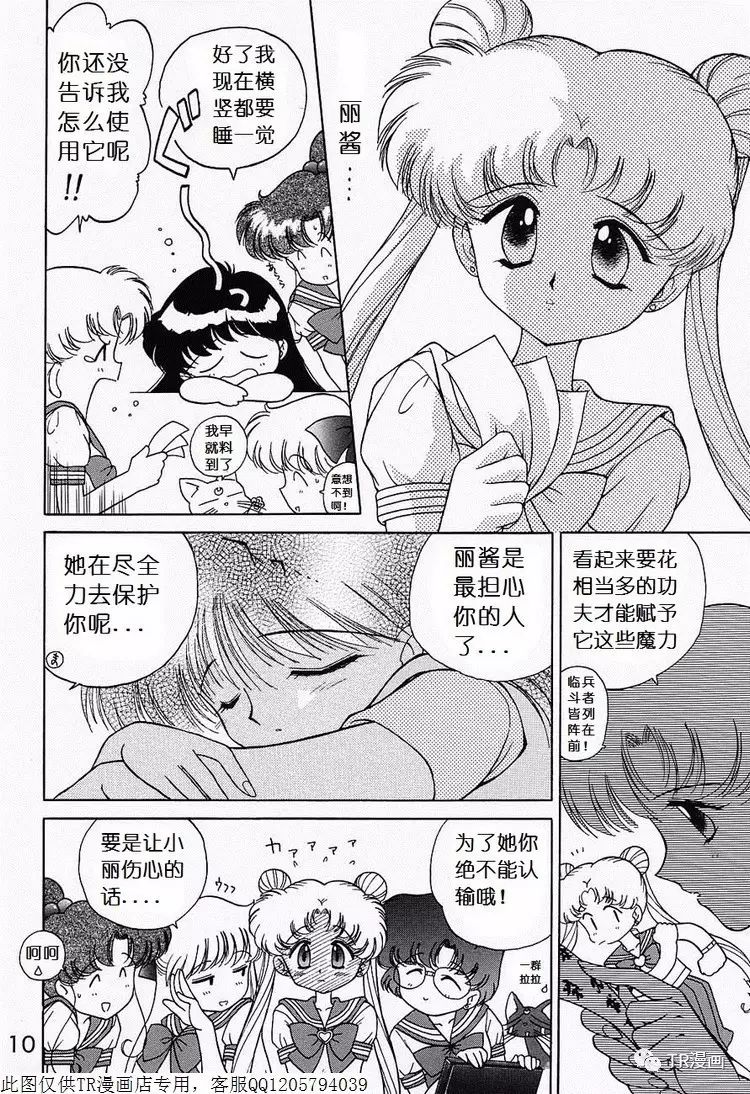 丽酱
....
好了我
现在横
竖都要
睡一觉
你还没
告诉我
怎么使
用它呢
!!
我早
就料
到了
意想
不到
啊！
看起来要花
相当多的功
夫才能赋予
它这些魔力
临兵
斗者
皆列
阵在
前！
丽酱是
最担心
你的人
了...
她在尽全
力去保护
你呢...
为了她你
绝不能认
输哦！
カァァァァ
要是让小
丽伤心的
话....
呵呵
一群
拉拉
10
TR漫画
此图仅供TR漫画店专用，客服QQ1205794039